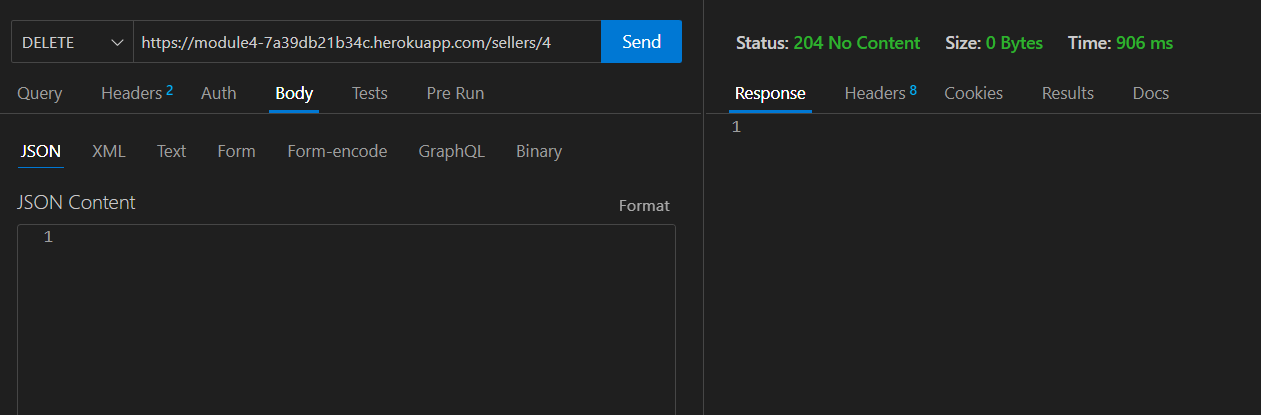 DELETE https://module4-7a39db21b34c.herokuapp.com/sellers/4 Send
Query Headers 2 Auth Body Tests Pre Run
JSON XML Text Form Form-encode GraphQL Binary
JSON Content Format
1
Status: 204 No Content Size: 0 Bytes Time: 906 ms
Response Headers 8 Cookies Results Docs
1